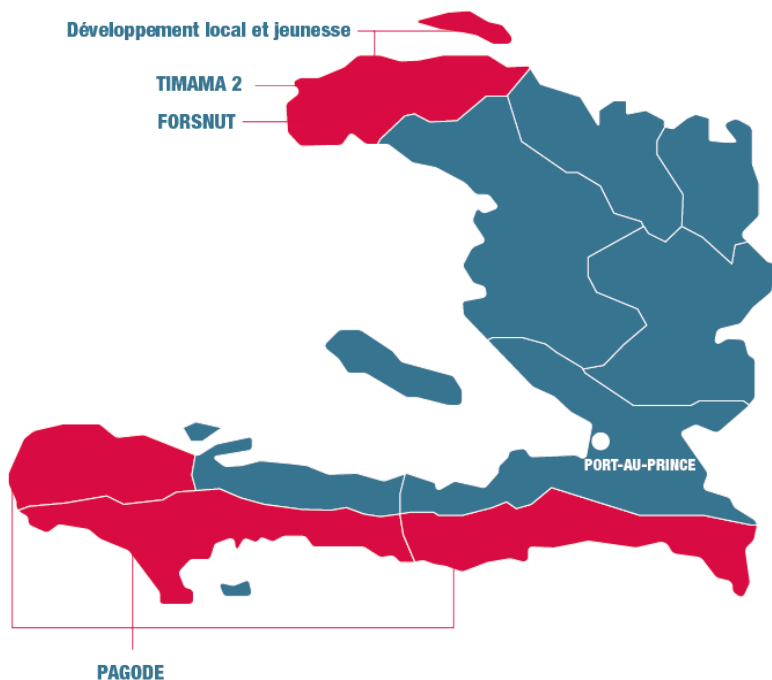 Développement local et jeunesse
TIMAMA 2
FORSNUT
PORT-AU-PRINCE
PAGODE